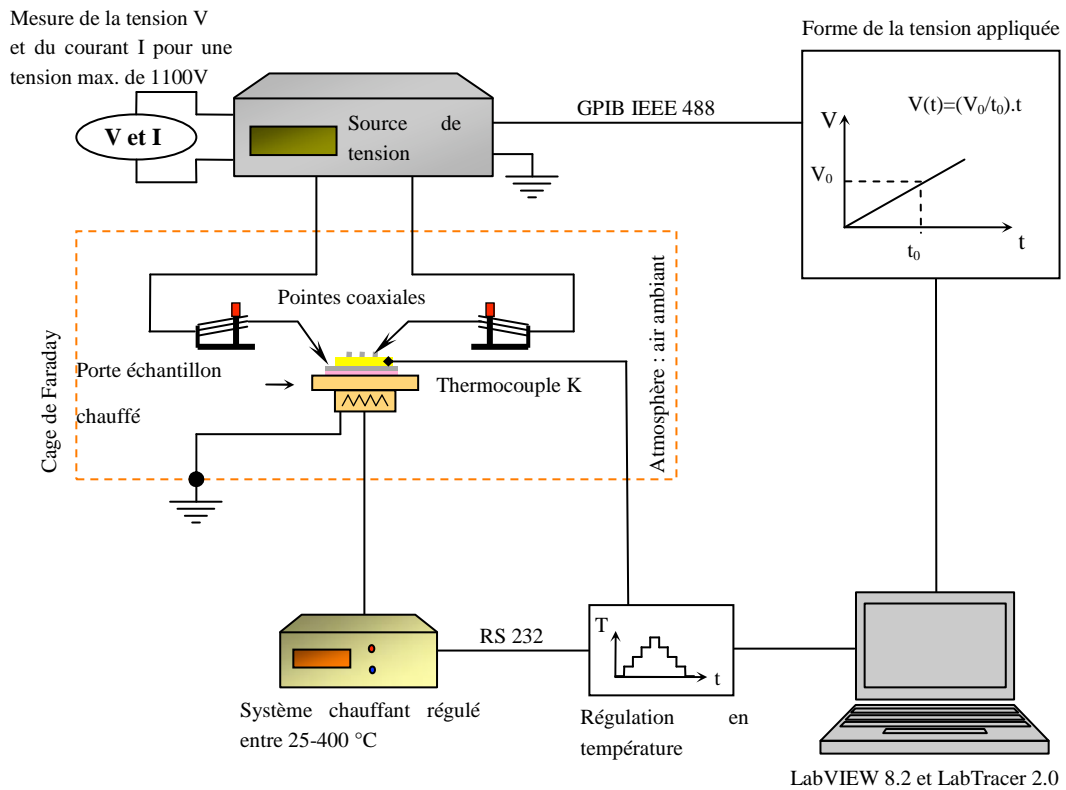 Mesure de la tension V
et du courant I pour une
tension max. de 1100V
V et I
Source de
tension
GPIB IEEE 488
Forme de la tension appliquée
V(t)=(V₀/t₀).t
V
V₀
t₀
t
Pointes coaxiales
Porte échantillon
chauffé
Thermocouple K
Cage de Faraday
Atmosphère : air ambiant
RS 232
T
t
Système chauffant régulé
entre 25-400 °C
Régulation en
température
LabVIEW 8.2 et LabTracer 2.0